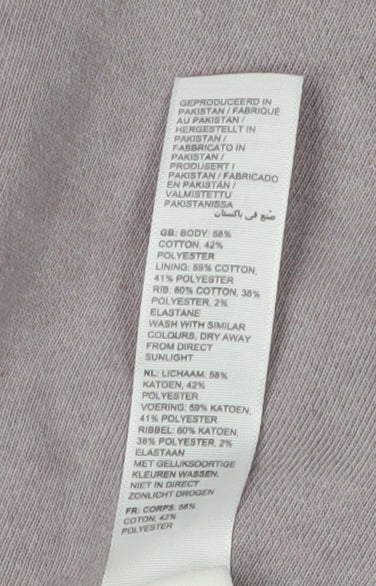 GEPRODUCEERD IN
PAKISTAN / FABRIQUÉ
AU PAKISTAN /
HERGESTELLT IN
PAKISTAN /
FABBRICATO IN
PAKISTAN /
PRODUSERT I
PAKISTAN / FABRICADO
EN PAKISTÁN /
VALMISTETTU
PAKISTANISSA
صُنع في باكستان
GB: BODY: 58%
COTTON, 42%
POLYESTER
LINING: 59% COTTON,
41% POLYESTER
RIB: 60% COTTON, 38%
POLYESTER, 2%
ELASTANE
WASH WITH SIMILAR
COLOURS, DRY AWAY
FROM DIRECT
SUNLIGHT
NL: LICHAAM: 58%
KATOEN, 42%
POLYESTER
VOERING: 59% KATOEN,
41% POLYESTER
RIBBEL: 60% KATOEN,
38% POLYESTER, 2%
ELASTAAN
MET GELIJKSOORTIGE
KLEUREN WASSEN.
NIET IN DIRECT
ZONLICHT DROGEN
FR: CORPS: 58%
COTON, 42%
POLYESTER